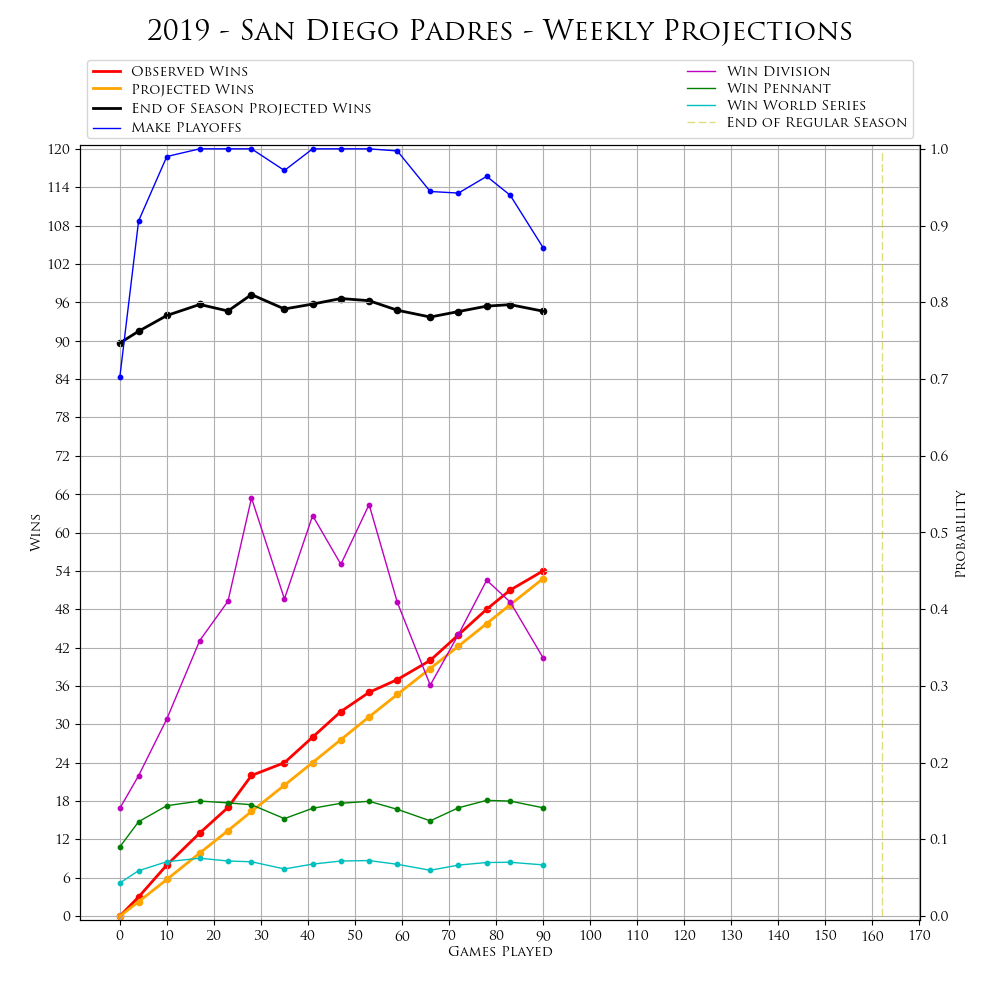 2019 - San Diego Padres - Weekly Projections
Observed Wins
Projected Wins
End of Season Projected Wins
Make Playoffs
Win Division
Win Pennant
Win World Series
End of Regular Season
120
114
108
102
96
90
84
78
72
66
60
54
48
42
36
30
24
18
12
6
0
Wins
1.0
0.9
0.8
0.7
0.6
0.5
0.4
0.3
0.2
0.1
0.0
Probability
0 10 20 30 40 50 60 70 80 90 100 110 120 130 140 150 160 170
Games Played